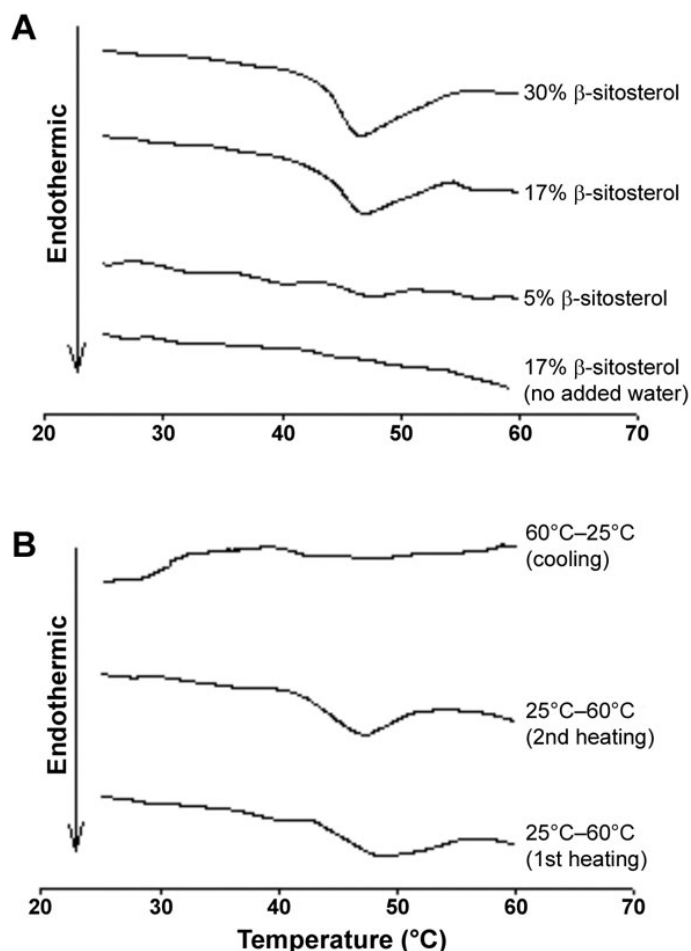 A
Endothermic
30% β-sitosterol
17% β-sitosterol
5% β-sitosterol
17% β-sitosterol
(no added water)
20 30 40 50 60 70
B
Endothermic
60°C–25°C
(cooling)
25°C–60°C
(2nd heating)
25°C–60°C
(1st heating)
20 30 40 50 60 70
Temperature (°C)